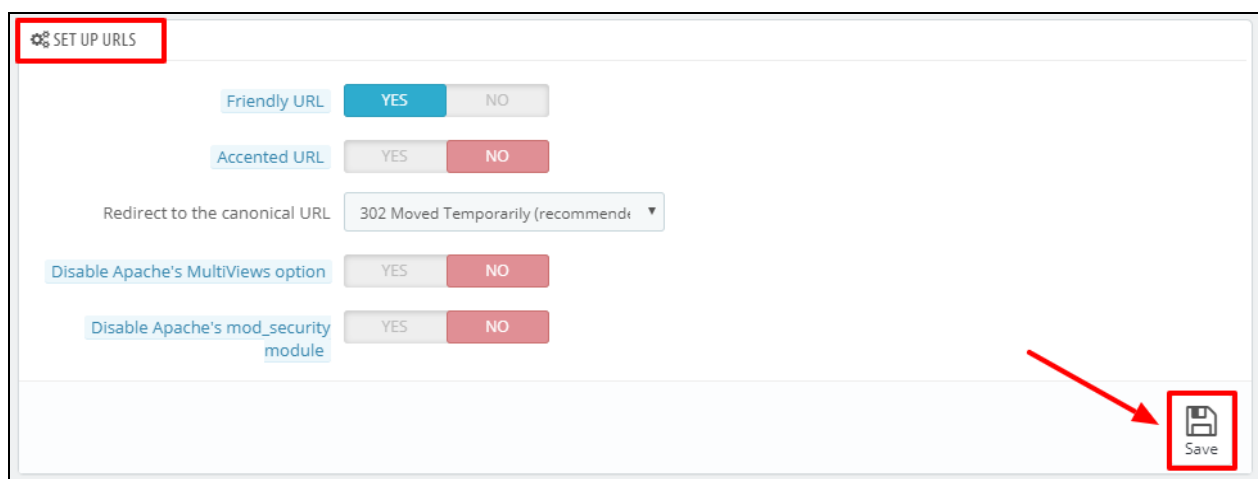 SET UP URLS
Friendly URL YES NO
Accented URL YES NO
Redirect to the canonical URL 302 Moved Temporarily (recommende
Disable Apache's MultiViews option YES NO
Disable Apache's mod_security YES NO
module
Save